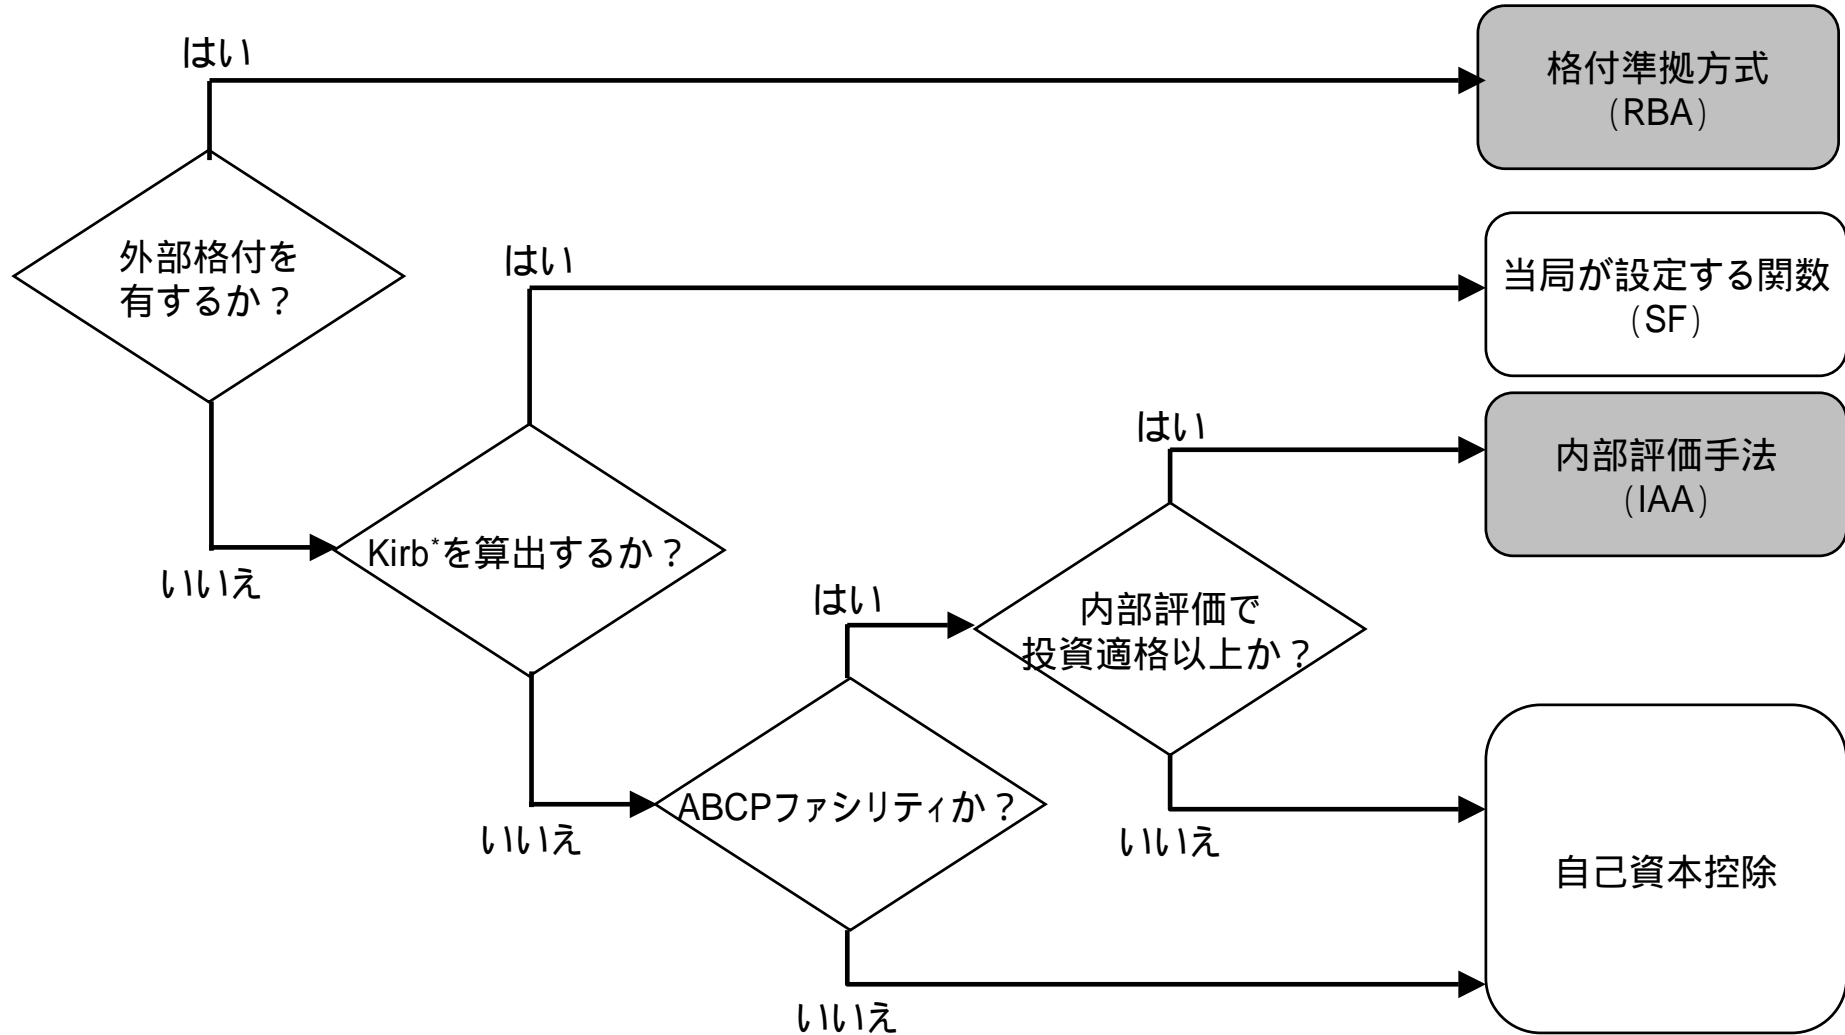 はい
格付準拠方式
(RBA)
外部格付を
有するか?
はい
当局が設定する関数
(SF)
いいえ
Kirb*を算出するか?
はい
内部評価手法
(IAA)
はい
内部評価で
投資適格以上か?
いいえ
ABCPファシリティか?
いいえ
自己資本控除
いいえ